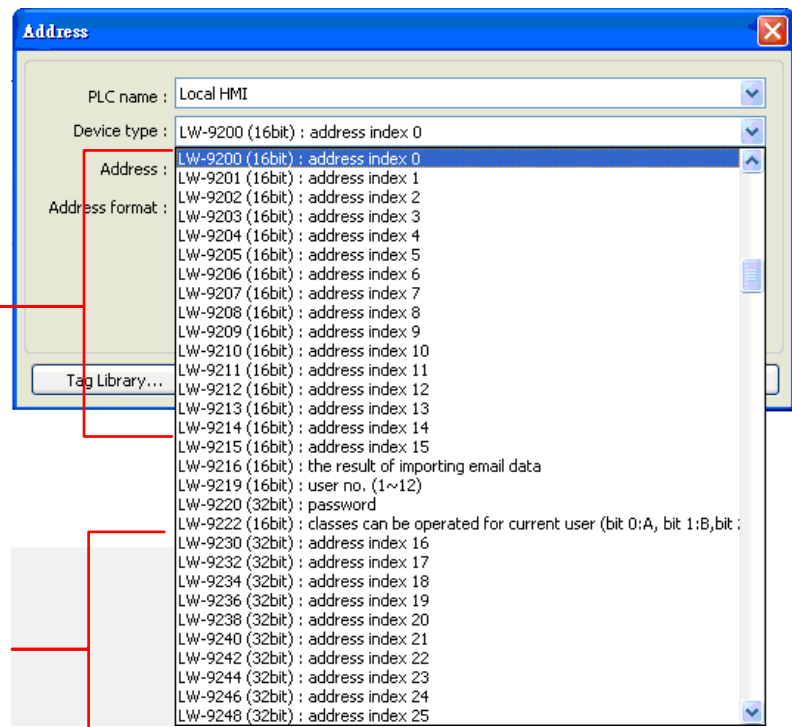 Address
PLC name : Local HMI
Device type : LW-9200 (16bit) : address index 0
Address :
Address format :
LW-9200 (16bit) : address index 0
LW-9201 (16bit) : address index 1
LW-9202 (16bit) : address index 2
LW-9203 (16bit) : address index 3
LW-9204 (16bit) : address index 4
LW-9205 (16bit) : address index 5
LW-9206 (16bit) : address index 6
LW-9207 (16bit) : address index 7
LW-9208 (16bit) : address index 8
LW-9209 (16bit) : address index 9
LW-9210 (16bit) : address index 10
LW-9211 (16bit) : address index 11
LW-9212 (16bit) : address index 12
LW-9213 (16bit) : address index 13
LW-9214 (16bit) : address index 14
LW-9215 (16bit) : address index 15
LW-9216 (16bit) : the result of importing email data
LW-9219 (16bit) : user no. (1~12)
LW-9220 (32bit) : password
LW-9222 (16bit) : classes can be operated for current user (bit 0:A, bit 1:B,bit
LW-9230 (32bit) : address index 16
LW-9232 (32bit) : address index 17
LW-9234 (32bit) : address index 18
LW-9236 (32bit) : address index 19
LW-9238 (32bit) : address index 20
LW-9240 (32bit) : address index 21
LW-9242 (32bit) : address index 22
LW-9244 (32bit) : address index 23
LW-9246 (32bit) : address index 24
LW-9248 (32bit) : address index 25
Tag Library...